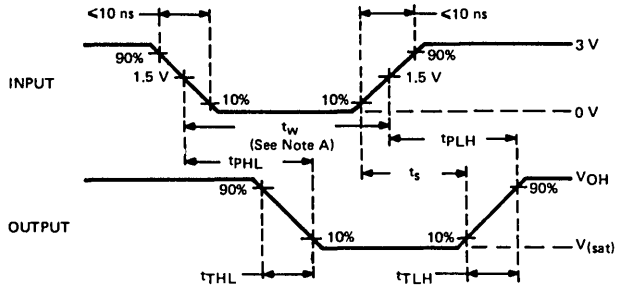 ≤10 ns ≤10 ns
90% 90% 3 V
1.5 V 1.5 V
INPUT
10% 10%
0 V
tw
(See Note A)
tPHL tPLH
ts
90% 90% VOH
OUTPUT
10% 10%
V(sat)
tTHL tTLH